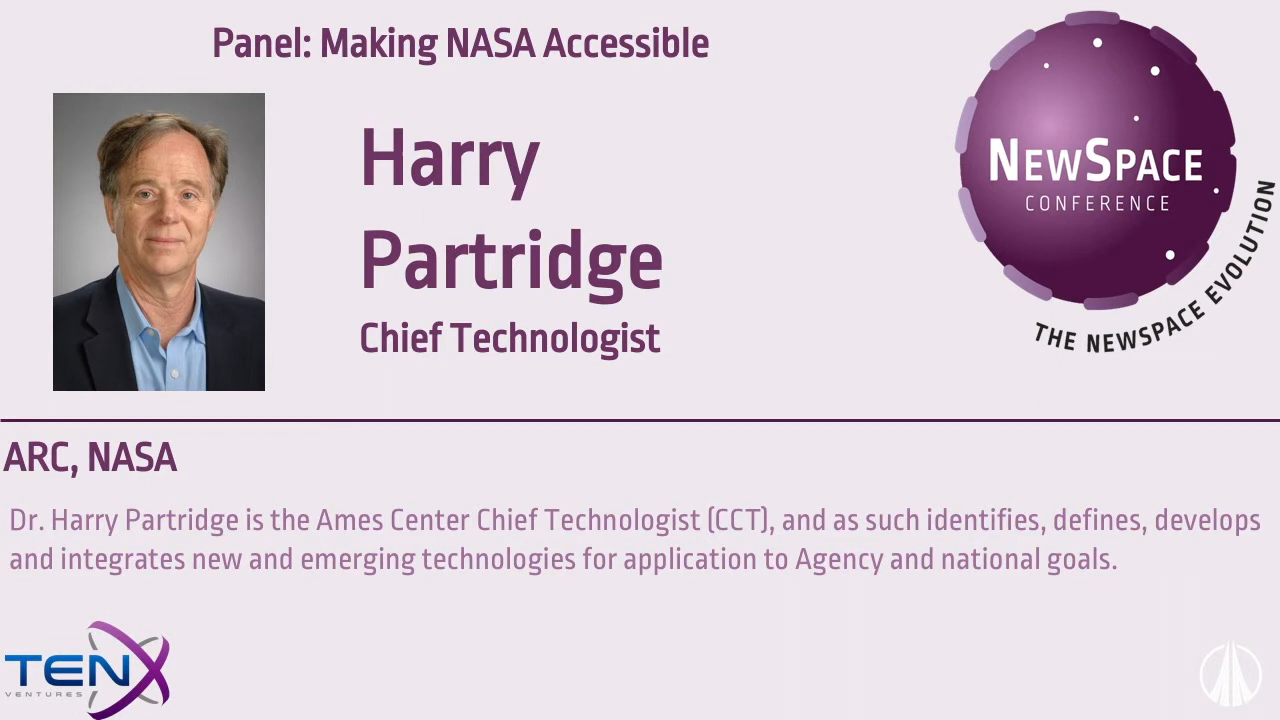 Panel: Making NASA Accessible
Harry
Partridge
Chief Technologist
NEWSPACE
CONFERENCE
THE NEWSPACE EVOLUTION
ARC, NASA
Dr. Harry Partridge is the Ames Center Chief Technologist (CCT), and as such identifies, defines, develops
and integrates new and emerging technologies for application to Agency and national goals.
TENX
VENTURES